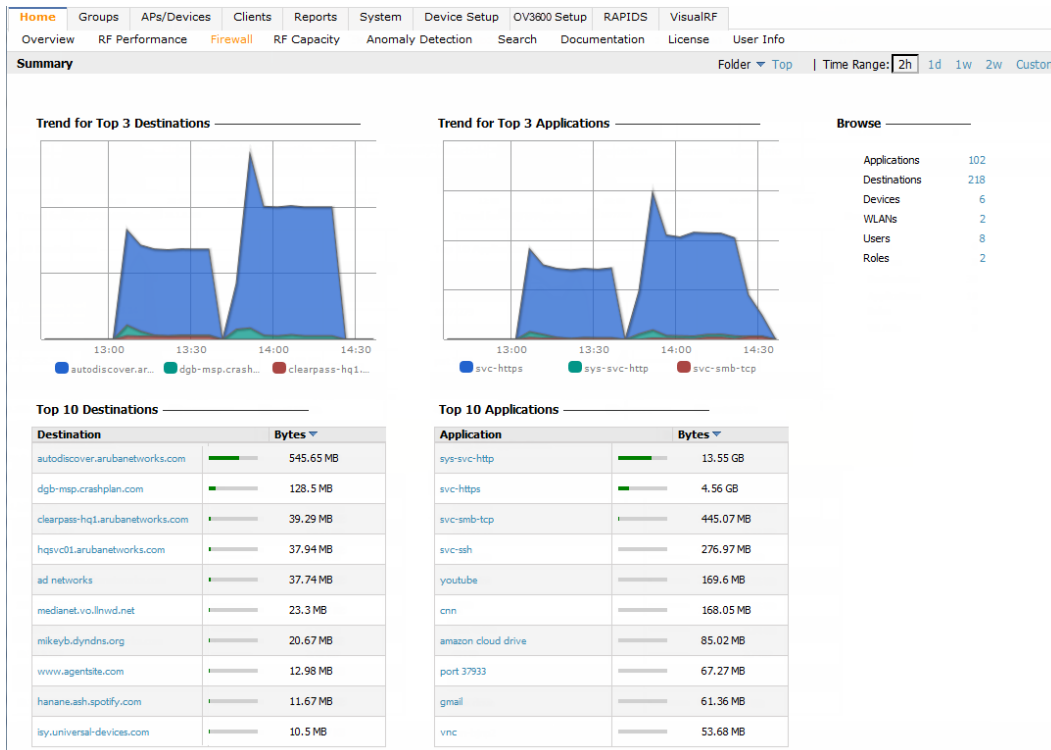 Home Groups APs/Devices Clients Reports System Device Setup OV3600 Setup RAPIDS VisualRF
Overview RF Performance Firewall RF Capacity Anomaly Detection Search Documentation License User Info
Summary Folder Top | Time Range: 2h 1d 1w 2w Custom
Trend for Top 3 Destinations Trend for Top 3 Applications Browse
Applications 102
Destinations 218
Devices 6
WLANs 2
Users 8
Roles 2
13:00 13:30 14:00 14:30 13:00 13:30 14:00 14:30
autodiscover.ar... dgb-msp.crash... clearpass-hq1.... svc-https sys-svc-http svc-smb-tcp
Top 10 Destinations Top 10 Applications
Destination Bytes Application Bytes
autodiscover.arubanetworks.com 545.65 MB sys-svc-http 13.55 GB
dgb-msp.crashplan.com 128.5 MB svc-https 4.56 GB
clearpass-hq1.arubanetworks.com 39.29 MB svc-smb-tcp 445.07 MB
hqsvc01.arubanetworks.com 37.94 MB svc-ssh 276.97 MB
ad networks 37.74 MB youtube 169.6 MB
medianet.vo.llnwd.net 23.3 MB cnn 168.05 MB
mikeyb.dyndns.org 20.67 MB amazon cloud drive 85.02 MB
www.agentsite.com 12.98 MB port 37933 67.27 MB
hanane.ash.spotify.com 11.67 MB gmail 61.36 MB
isy.universal-devices.com 10.5 MB vnc 53.68 MB